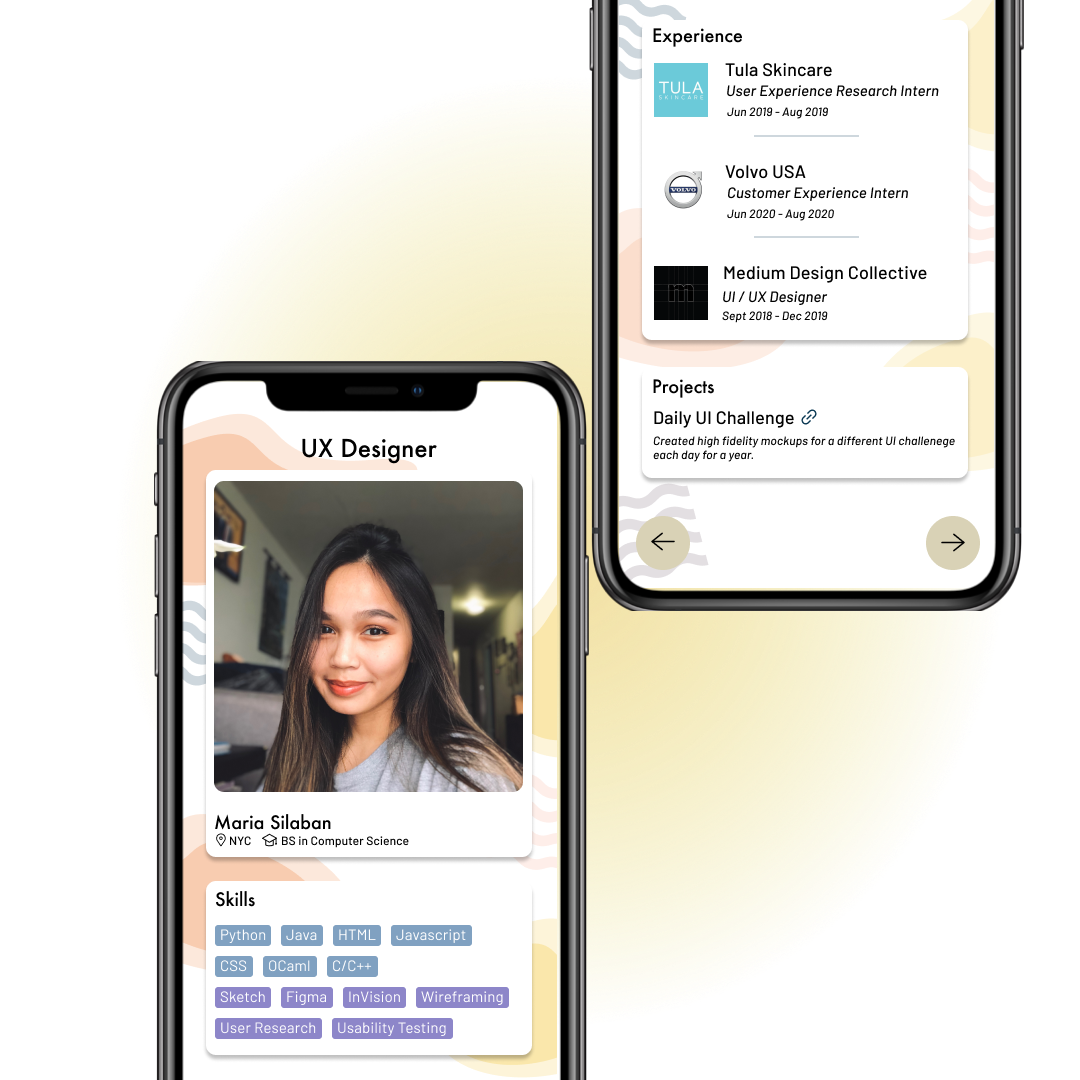 UX Designer
Maria Silaban
NYC BS in Computer Science
Skills
Python Java HTML Javascript
CSS OCaml C/C++
Sketch Figma InVision Wireframing
User Research Usability Testing
Experience
TULA
SKINCARE
Tula Skincare
User Experience Research Intern
Jun 2019 - Aug 2019
VOLVO
Volvo USA
Customer Experience Intern
Jun 2020 - Aug 2020
m
Medium Design Collective
UI / UX Designer
Sept 2018 - Dec 2019
Projects
Daily UI Challenge
Created high fidelity mockups for a different UI challenege
each day for a year.